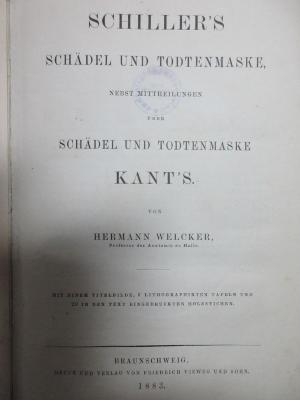 SCHILLER'S
SCHÄDEL UND TODTENMASKE,
NEBST MITTHEILUNGEN
ÜBER
SCHÄDEL UND TODTENMASKE
KANT'S.
VON
HERMANN WELCKER,
Professor der Anatomie zu Halle.
MIT EINEM TITELBILDE, 6 LITHOGRAPHIRTEN TAFELN UND
29 IN DEN TEXT EINGEDRUCKTEN HOLZSTICHEN.
BRAUNSCHWEIG,
DRUCK UND VERLAG VON FRIEDRICH VIEWEG UND SOHN.
1883.